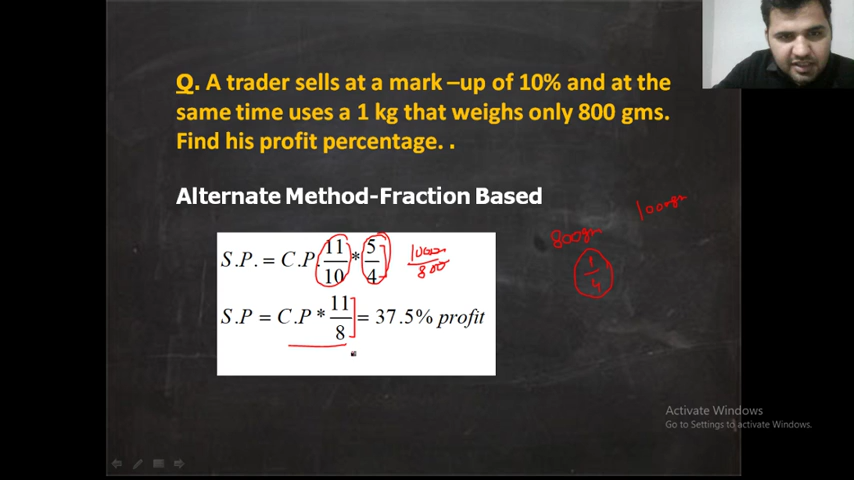 Q. A trader sells at a mark –up of 10% and at the
same time uses a 1 kg that weighs only 800 gms.
Find his profit percentage. .
Alternate Method-Fraction Based
1000gm
800gm
1/4
S.P. = C.P. 11/10 * 5/4
1000/800
S.P = C.P * 11/8 = 37.5% profit
Activate Windows
Go to Settings to activate Windows.